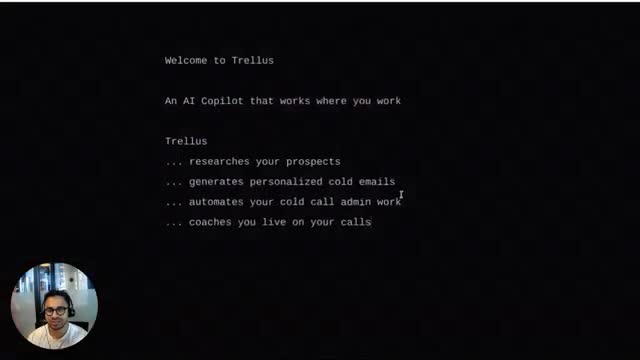 Welcome to Trellus
An AI Copilot that works where you work
Trellus
... researches your prospects
... generates personalized cold emails
... automates your cold call admin work
... coaches you live on your calls